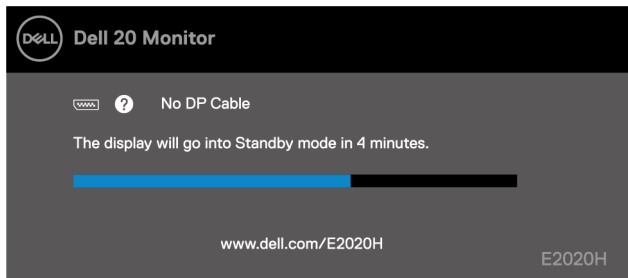 DELL
Dell 20 Monitor
? No DP Cable
The display will go into Standby mode in 4 minutes.
www.dell.com/E2020H
E2020H